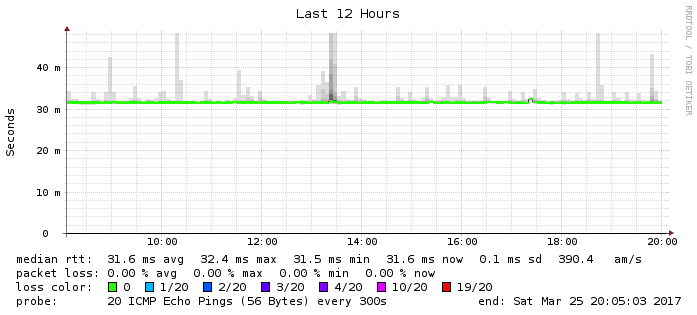 Last 12 Hours
RRDTOOL / TOBI OETIKER
Seconds
40 m
30 m
20 m
10 m
0
10:00 12:00 14:00 16:00 18:00 20:00
median rtt: 31.6 ms avg 32.4 ms max 31.5 ms min 31.6 ms now 0.1 ms sd 390.4 am/s
packet loss: 0.00 % avg 0.00 % max 0.00 % min 0.00 % now
loss color: 0 1/20 2/20 3/20 4/20 10/20 19/20
probe: 20 ICMP Echo Pings (56 Bytes) every 300s end: Sat Mar 25 20:05:03 2017